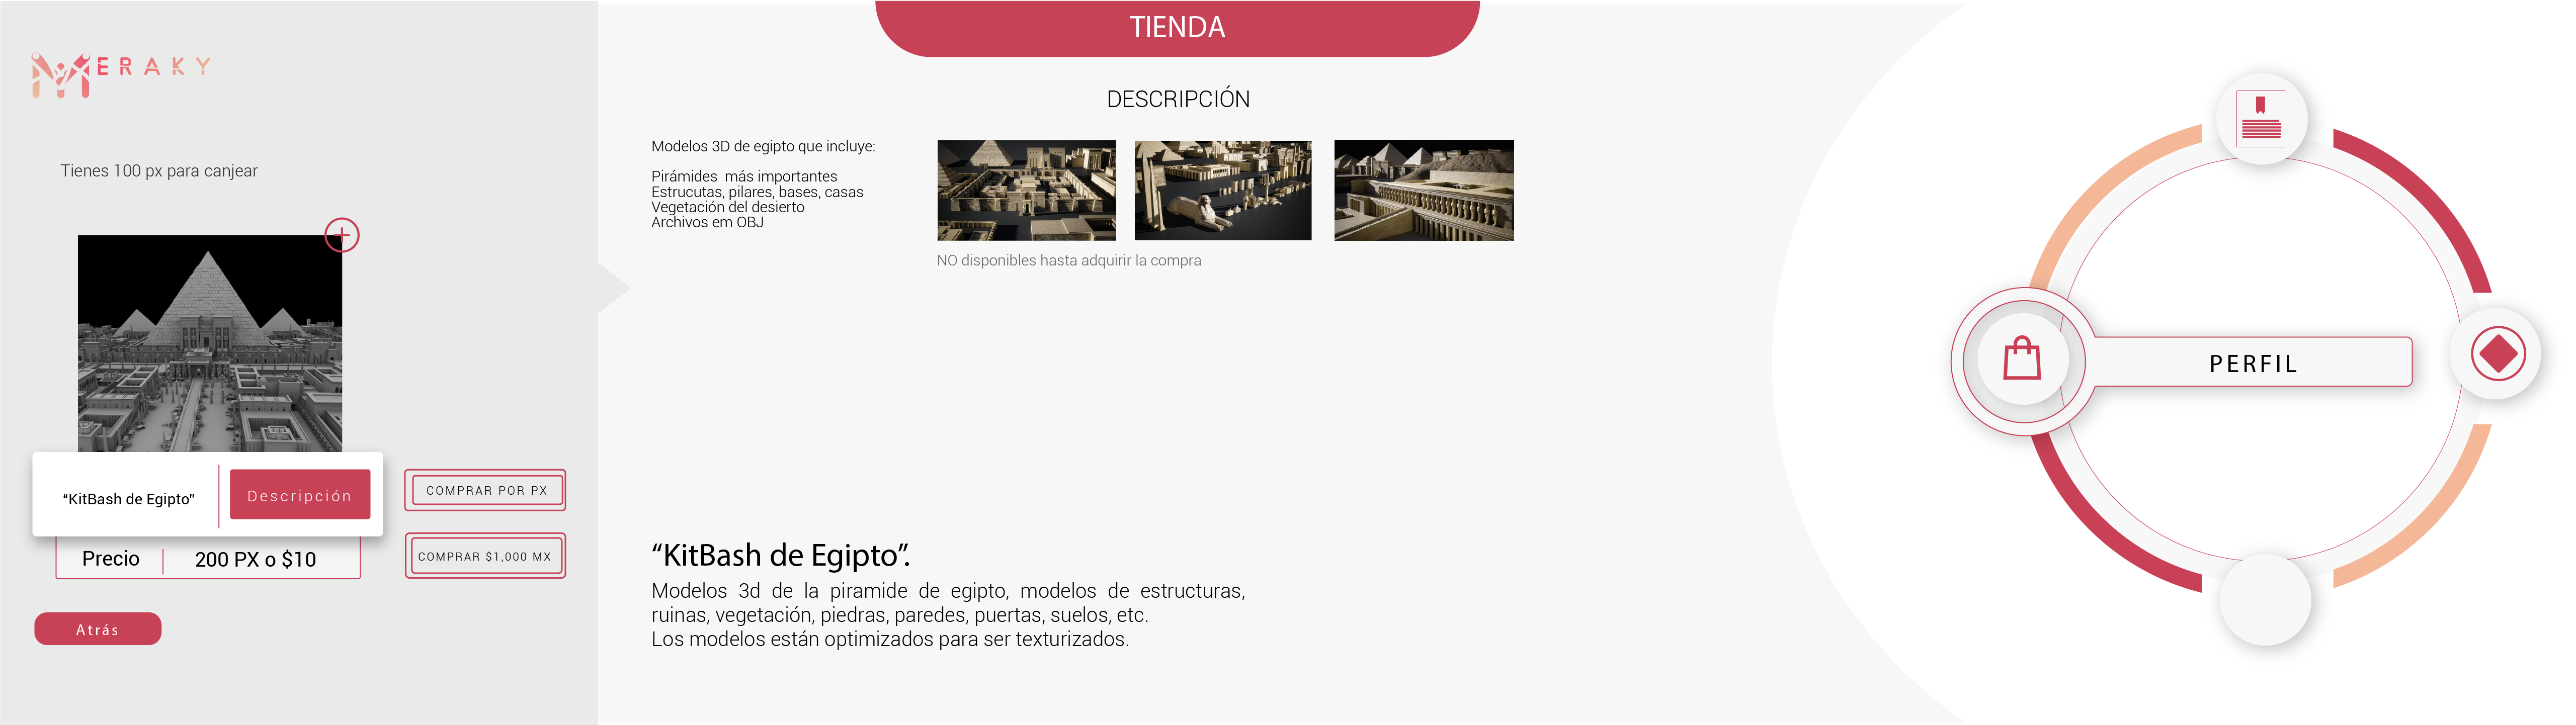 MERAKY
Tienes 100 px para canjear
“KitBash de Egipto”
Descripción
Precio
200 PX o $10
COMPRAR POR PX
COMPRAR $1,000 MX
Atrás
TIENDA
DESCRIPCIÓN
Modelos 3D de egipto que incluye:
Pirámides más importantes
Estrucutas, pilares, bases, casas
Vegetación del desierto
Archivos em OBJ
NO disponibles hasta adquirir la compra
“KitBash de Egipto”.
Modelos 3d de la piramide de egipto, modelos de estructuras,
ruinas, vegetación, piedras, paredes, puertas, suelos, etc.
Los modelos están optimizados para ser texturizados.
PERFIL